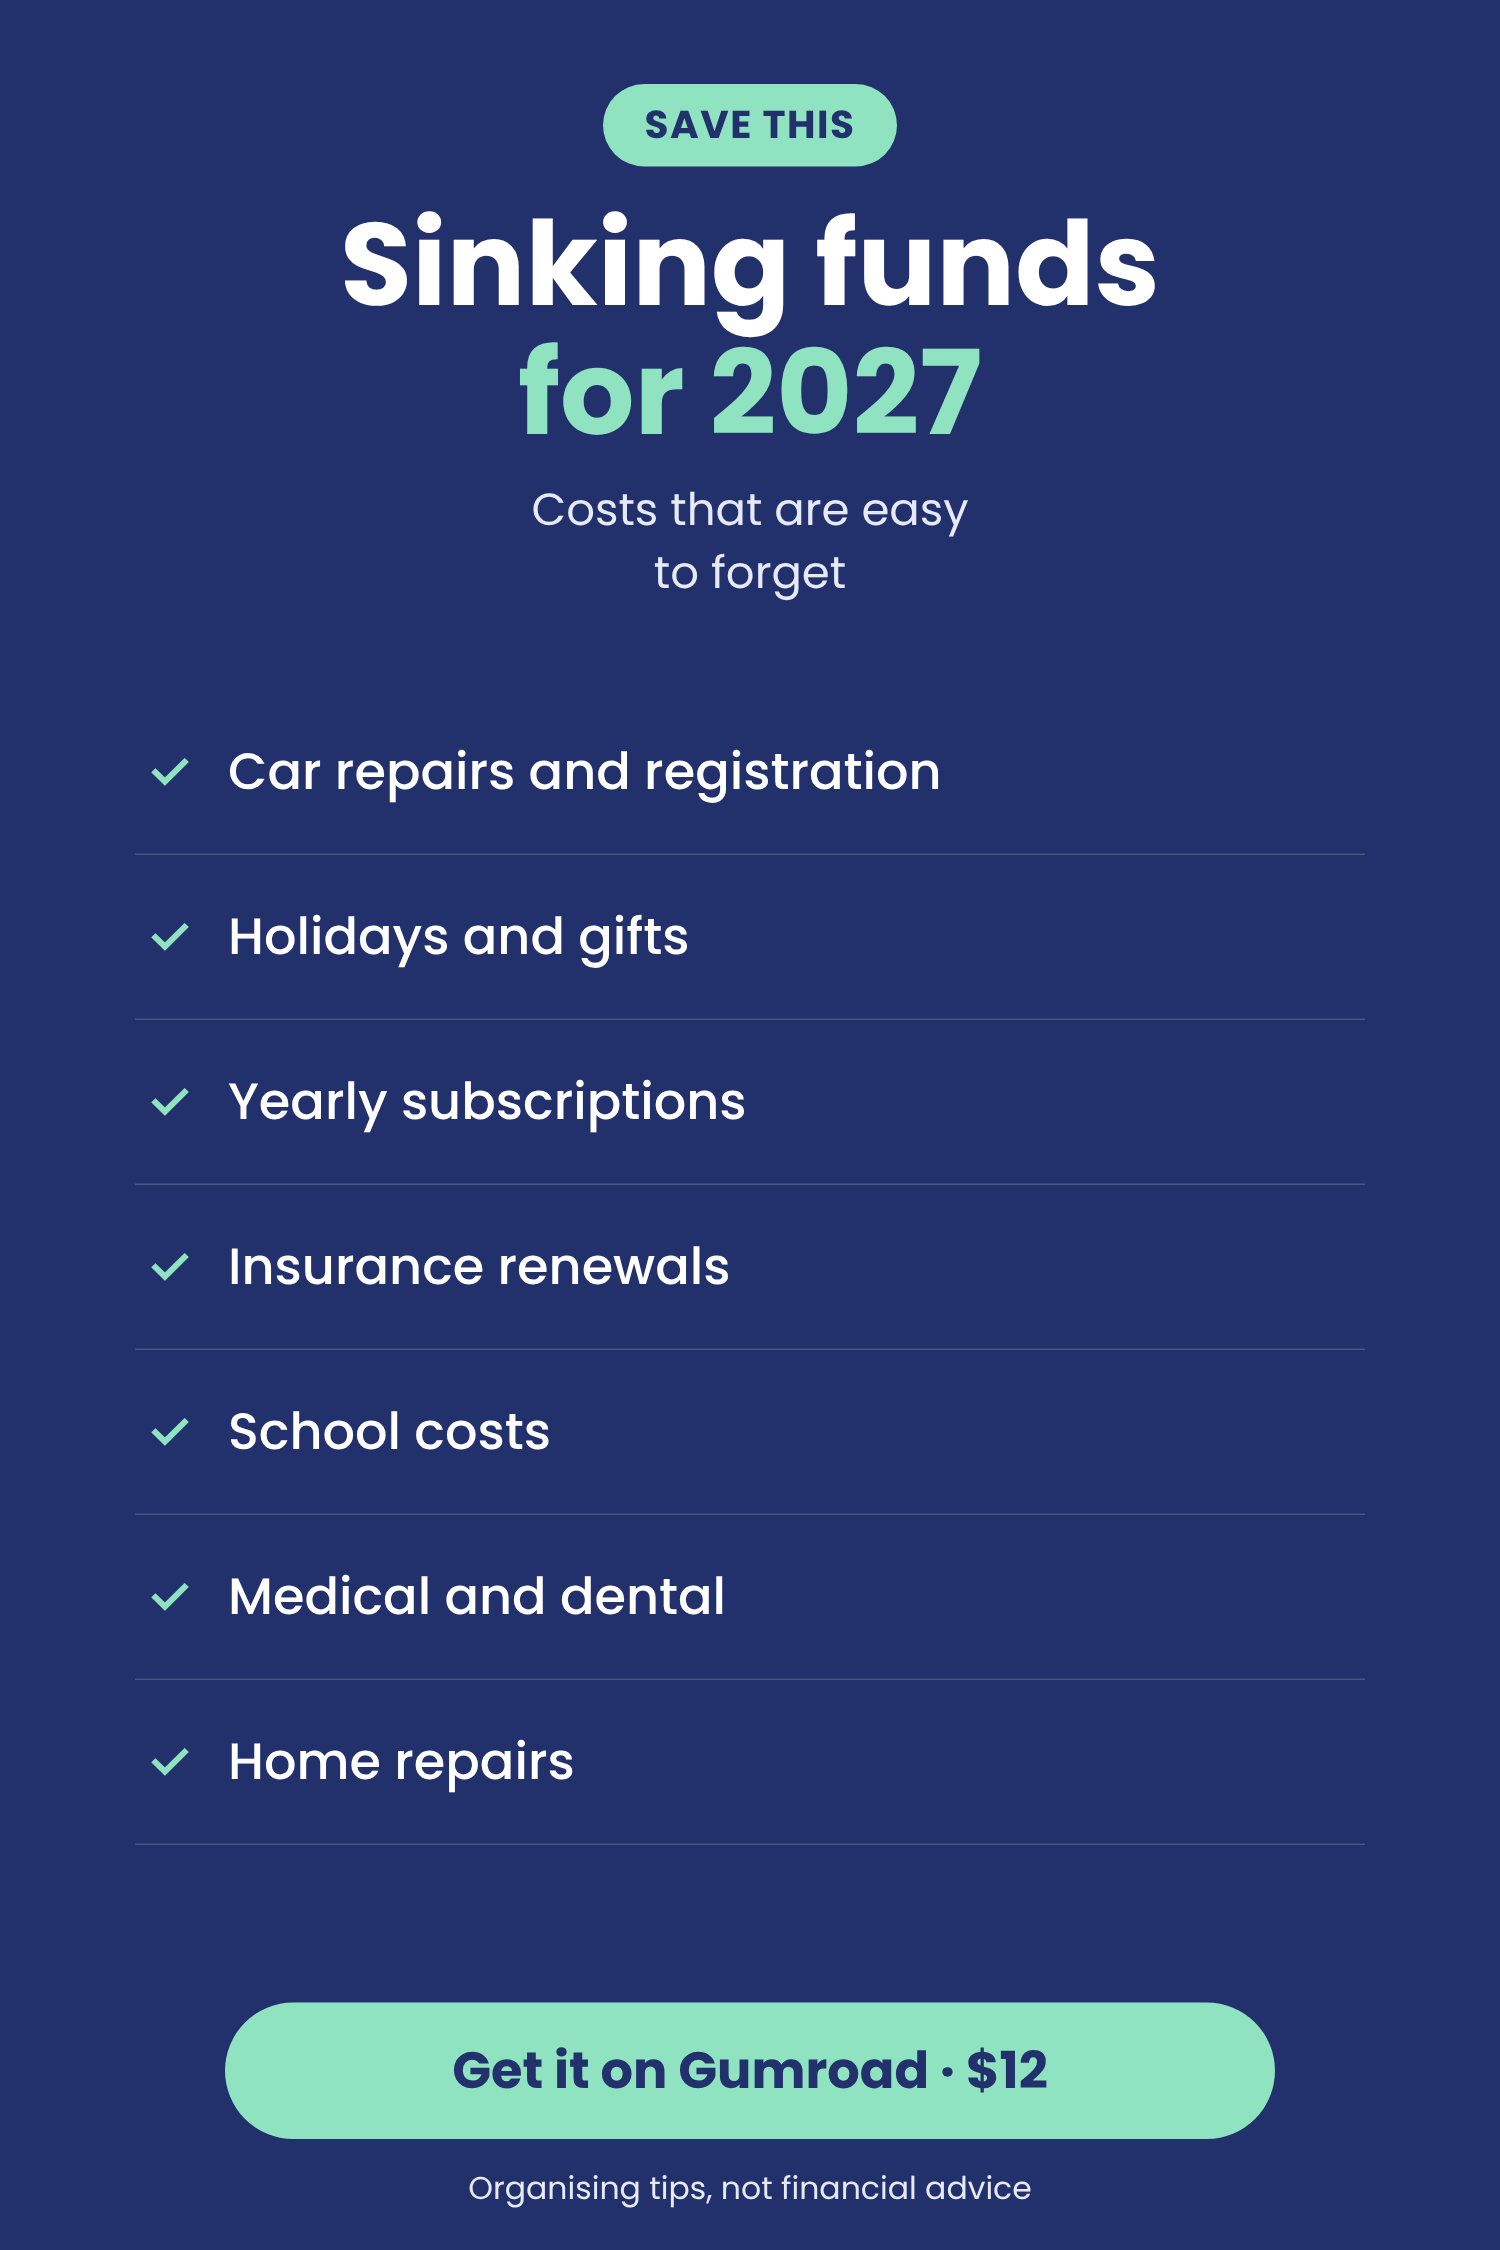 SAVE THIS
Sinking funds
for 2027
Costs that are easy
to forget
Car repairs and registration
Holidays and gifts
Yearly subscriptions
Insurance renewals
School costs
Medical and dental
Home repairs
Get it on Gumroad · $12
Organising tips, not financial advice